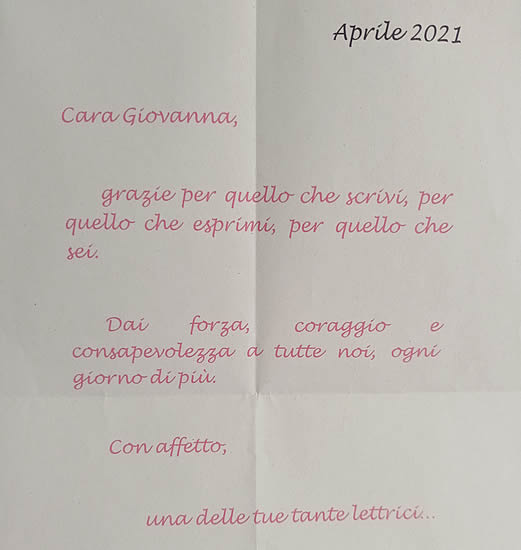 Aprile 2021
Cara Giovanna,
grazie per quello che scrivi, per
quello che esprimi, per quello che
sei.
Dai forza, coraggio e
consapevolezza a tutte noi, ogni
giorno di più.
Con affetto,
una delle tue tante lettrici...